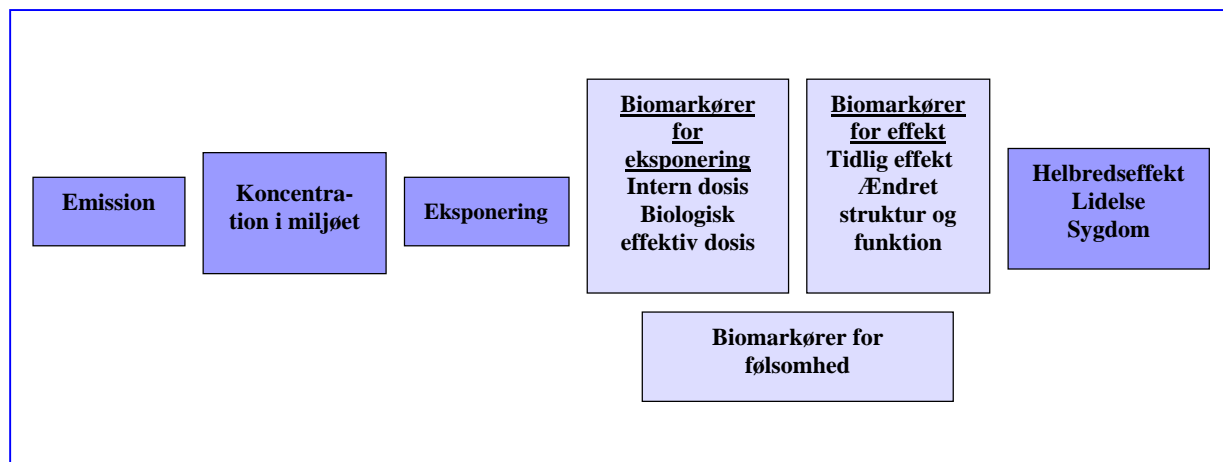 Emission
Koncentra-
tion i miljøet
Eksponering
Biomarkører
for
eksponering
Intern dosis
Biologisk
effektiv dosis
Biomarkører
for effekt
Tidlig effekt
Ændret
struktur og
funktion
Helbredseffekt
Lidelse
Sygdom
Biomarkører for
følsomhed